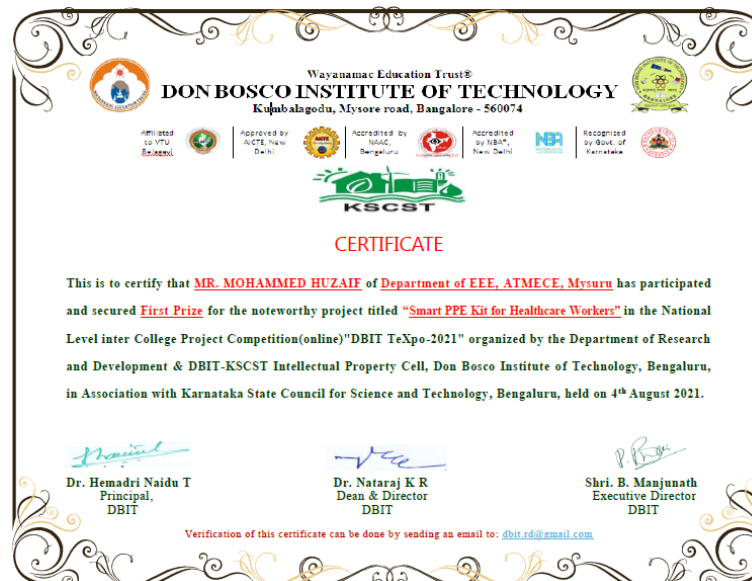 Wayanamac Education Trust®
DON BOSCO INSTITUTE OF TECHNOLOGY
Kumbalagodu, Mysore road, Bangalore - 560074
Affiliated to VTU Belagavi
Approved by AICTE, New Delhi
Accredited by NAAC, Bengaluru
Accredited by NBA*, New Delhi
NBA
Recognized by Govt. of Karnataka
KSCST
CERTIFICATE
This is to certify that MR. MOHAMMED HUZAIF of Department of EEE, ATMECE, Mysuru has participated
and secured First Prize for the noteworthy project titled “Smart PPE Kit for Healthcare Workers” in the National
Level inter College Project Competition(online)"DBIT TeXpo-2021" organized by the Department of Research
and Development & DBIT-KSCST Intellectual Property Cell, Don Bosco Institute of Technology, Bengaluru,
in Association with Karnataka State Council for Science and Technology, Bengaluru, held on 4th August 2021.
Dr. Hemadri Naidu T
Principal,
DBIT
Dr. Nataraj K R
Dean & Director
DBIT
Shri. B. Manjunath
Executive Director
DBIT
Verification of this certificate can be done by sending an email to: dbit.rd@gmail.com